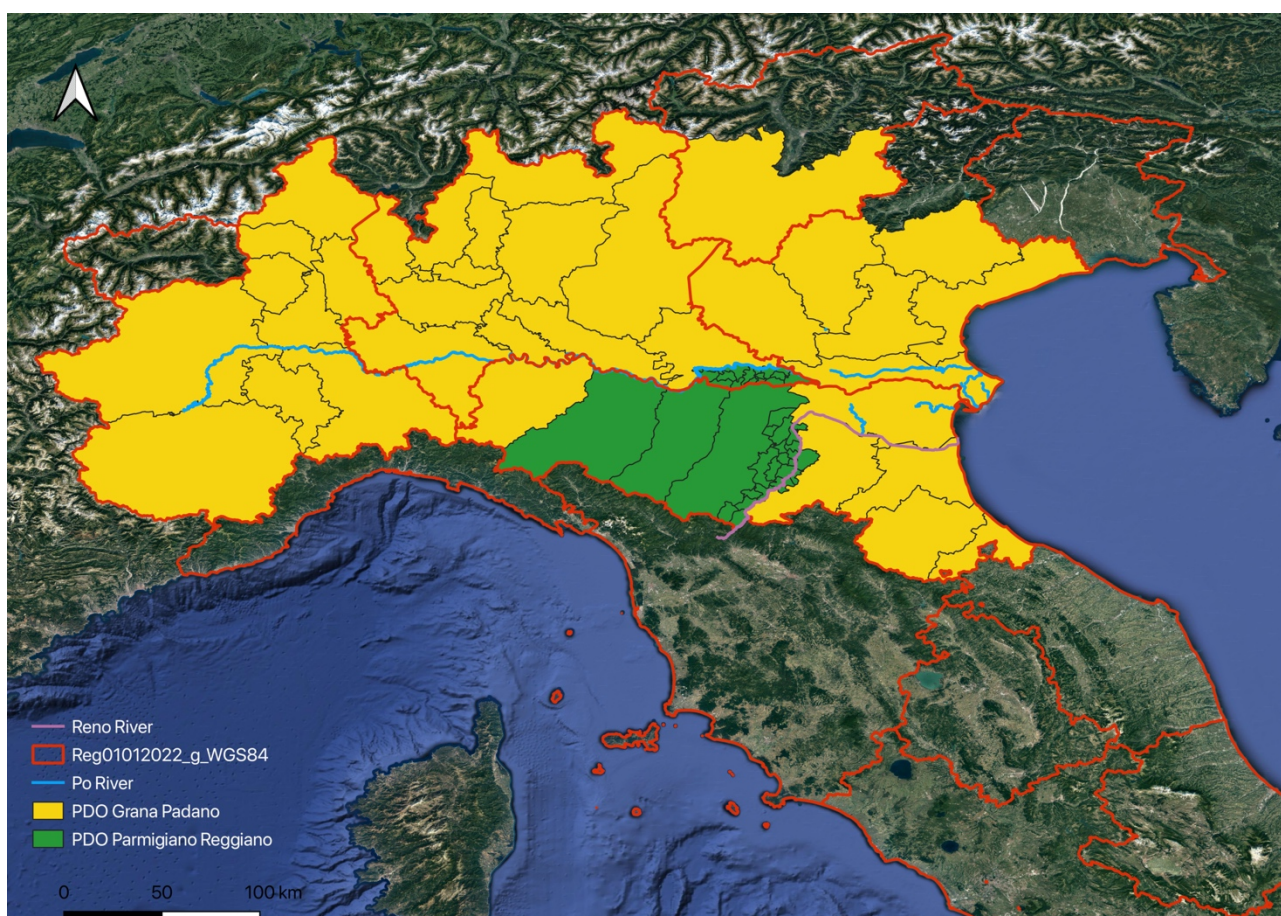 Reno River
Reg01012022_g_WGS84
Po River
PDO Grana Padano
PDO Parmigiano Reggiano
0 50 100 km